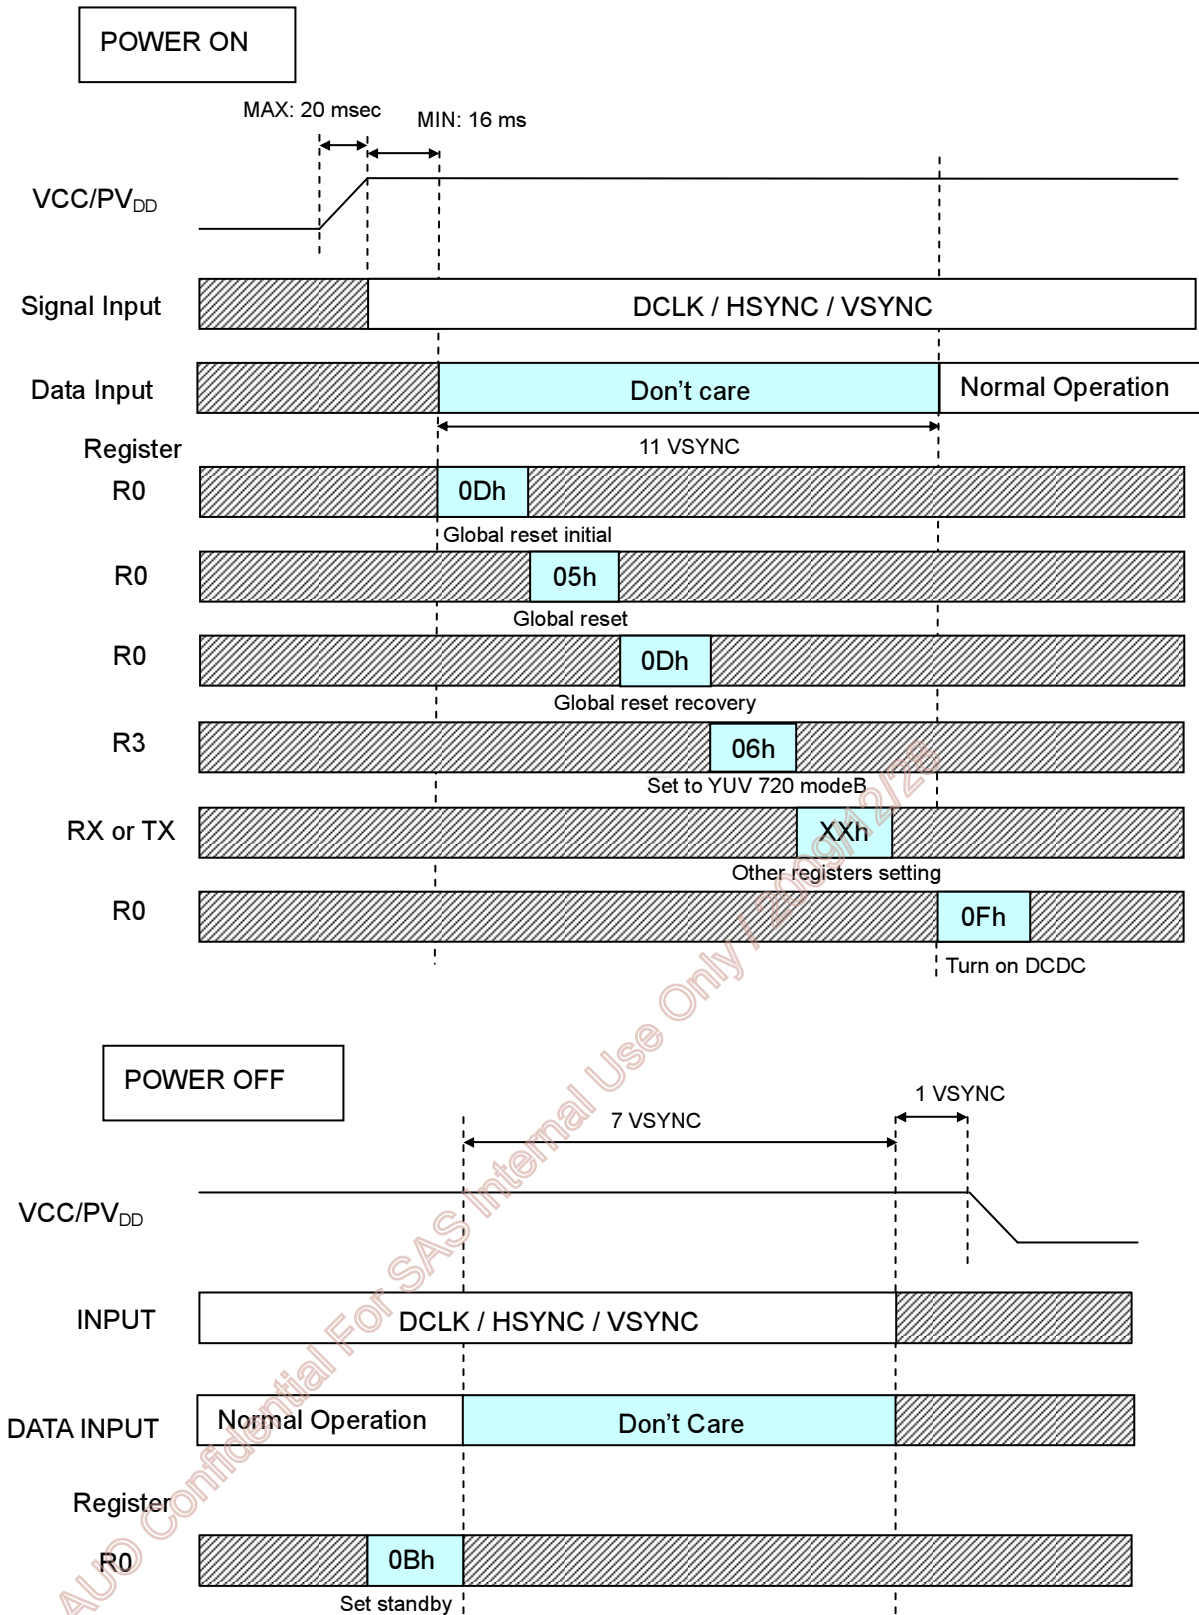 POWER ON
MAX: 20 msec
MIN: 16 ms
VCC/PVDD
Signal Input
DCLK / HSYNC / VSYNC
Data Input
Don't care
Normal Operation
11 VSYNC
Register
R0
0Dh
Global reset initial
R0
05h
Global reset
R0
0Dh
Global reset recovery
R3
06h
Set to YUV 720 modeB
RX or TX
XXh
Other registers setting
R0
0Fh
Turn on DCDC
POWER OFF
7 VSYNC
1 VSYNC
VCC/PVDD
INPUT
DCLK / HSYNC / VSYNC
DATA INPUT
Normal Operation
Don't Care
Register
R0
0Bh
Set standby
AUO Confidential For SAS Internal Use Only / 2009/12/28